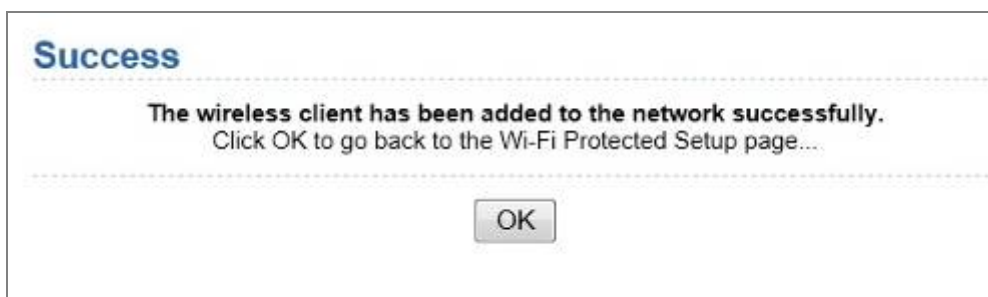 Success
The wireless client has been added to the network successfully.
Click OK to go back to the Wi-Fi Protected Setup page...
OK